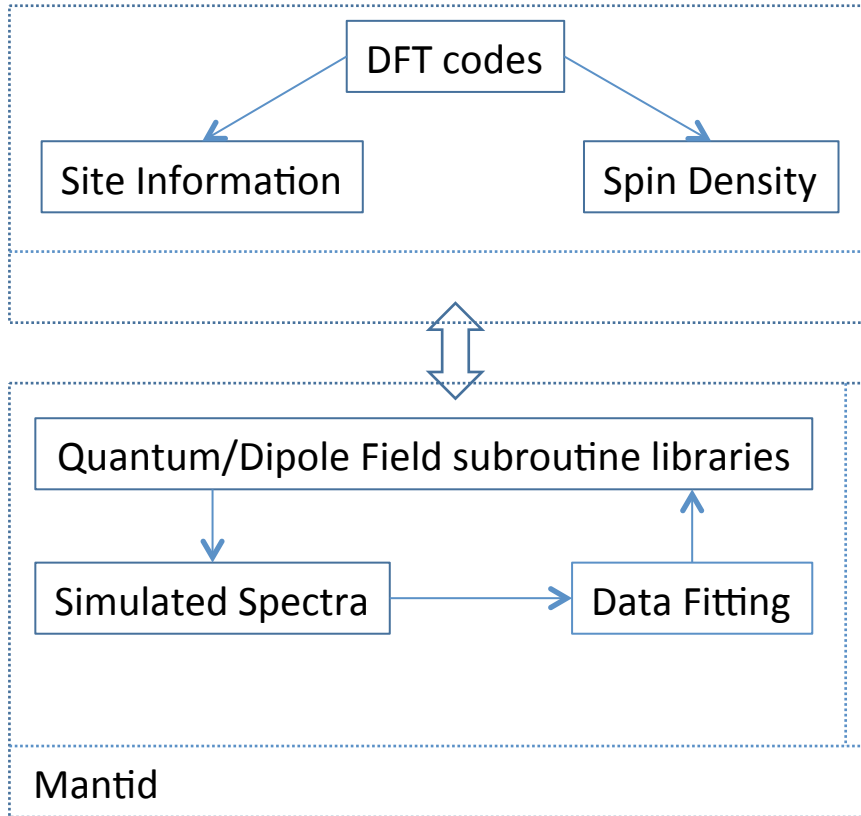 DFT codes
Site Information
Spin Density
Quantum/Dipole Field subroutine libraries
Simulated Spectra
Data Fitting
Mantid